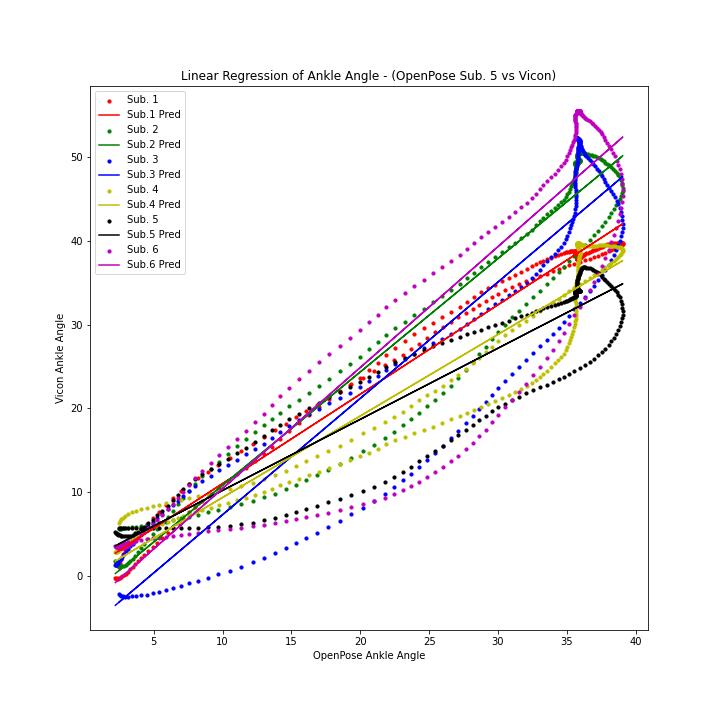 Linear Regression of Ankle Angle - (OpenPose Sub. 5 vs Vicon)
Sub. 1
Sub.1 Pred
Sub. 2
Sub.2 Pred
Sub. 3
Sub.3 Pred
Sub. 4
Sub.4 Pred
Sub. 5
Sub.5 Pred
Sub. 6
Sub.6 Pred
Vicon Ankle Angle
50
40
30
20
10
0
5 10 15 20 25 30 35 40
OpenPose Ankle Angle